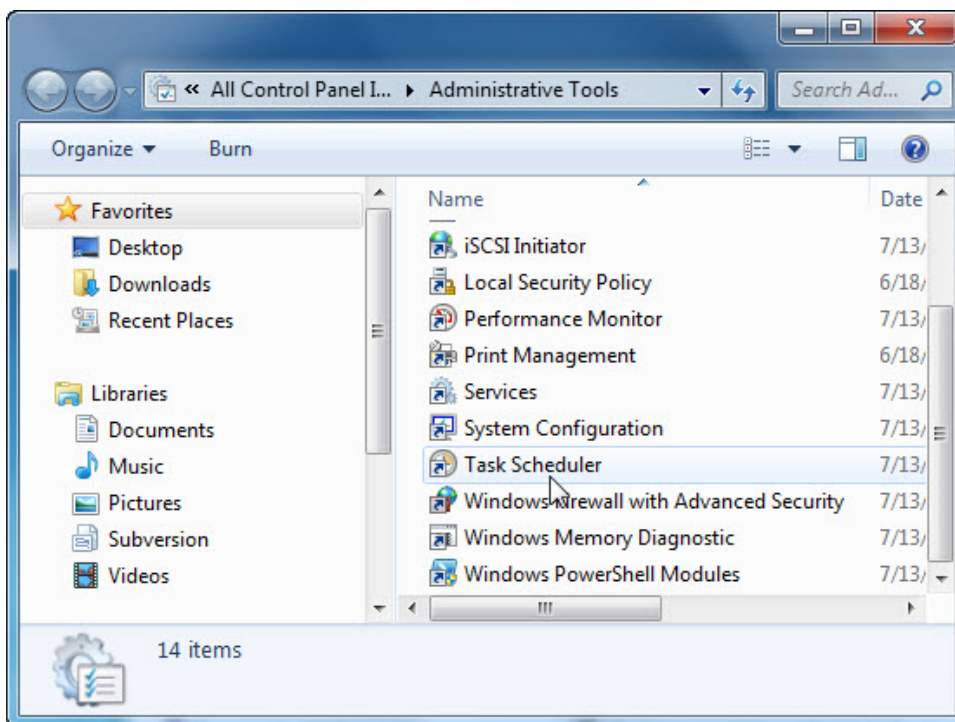 « All Control Panel I... ▸ Administrative Tools
Search Ad...
Organize Burn
Favorites
Desktop
Downloads
Recent Places
Libraries
Documents
Music
Pictures
Subversion
Videos
Name Date
iSCSI Initiator 7/13/
Local Security Policy 6/18/
Performance Monitor 7/13/
Print Management 6/18/
Services 7/13/
System Configuration 7/13/
Task Scheduler 7/13/
Windows Firewall with Advanced Security 7/13/
Windows Memory Diagnostic 7/13/
Windows PowerShell Modules 7/13/
14 items